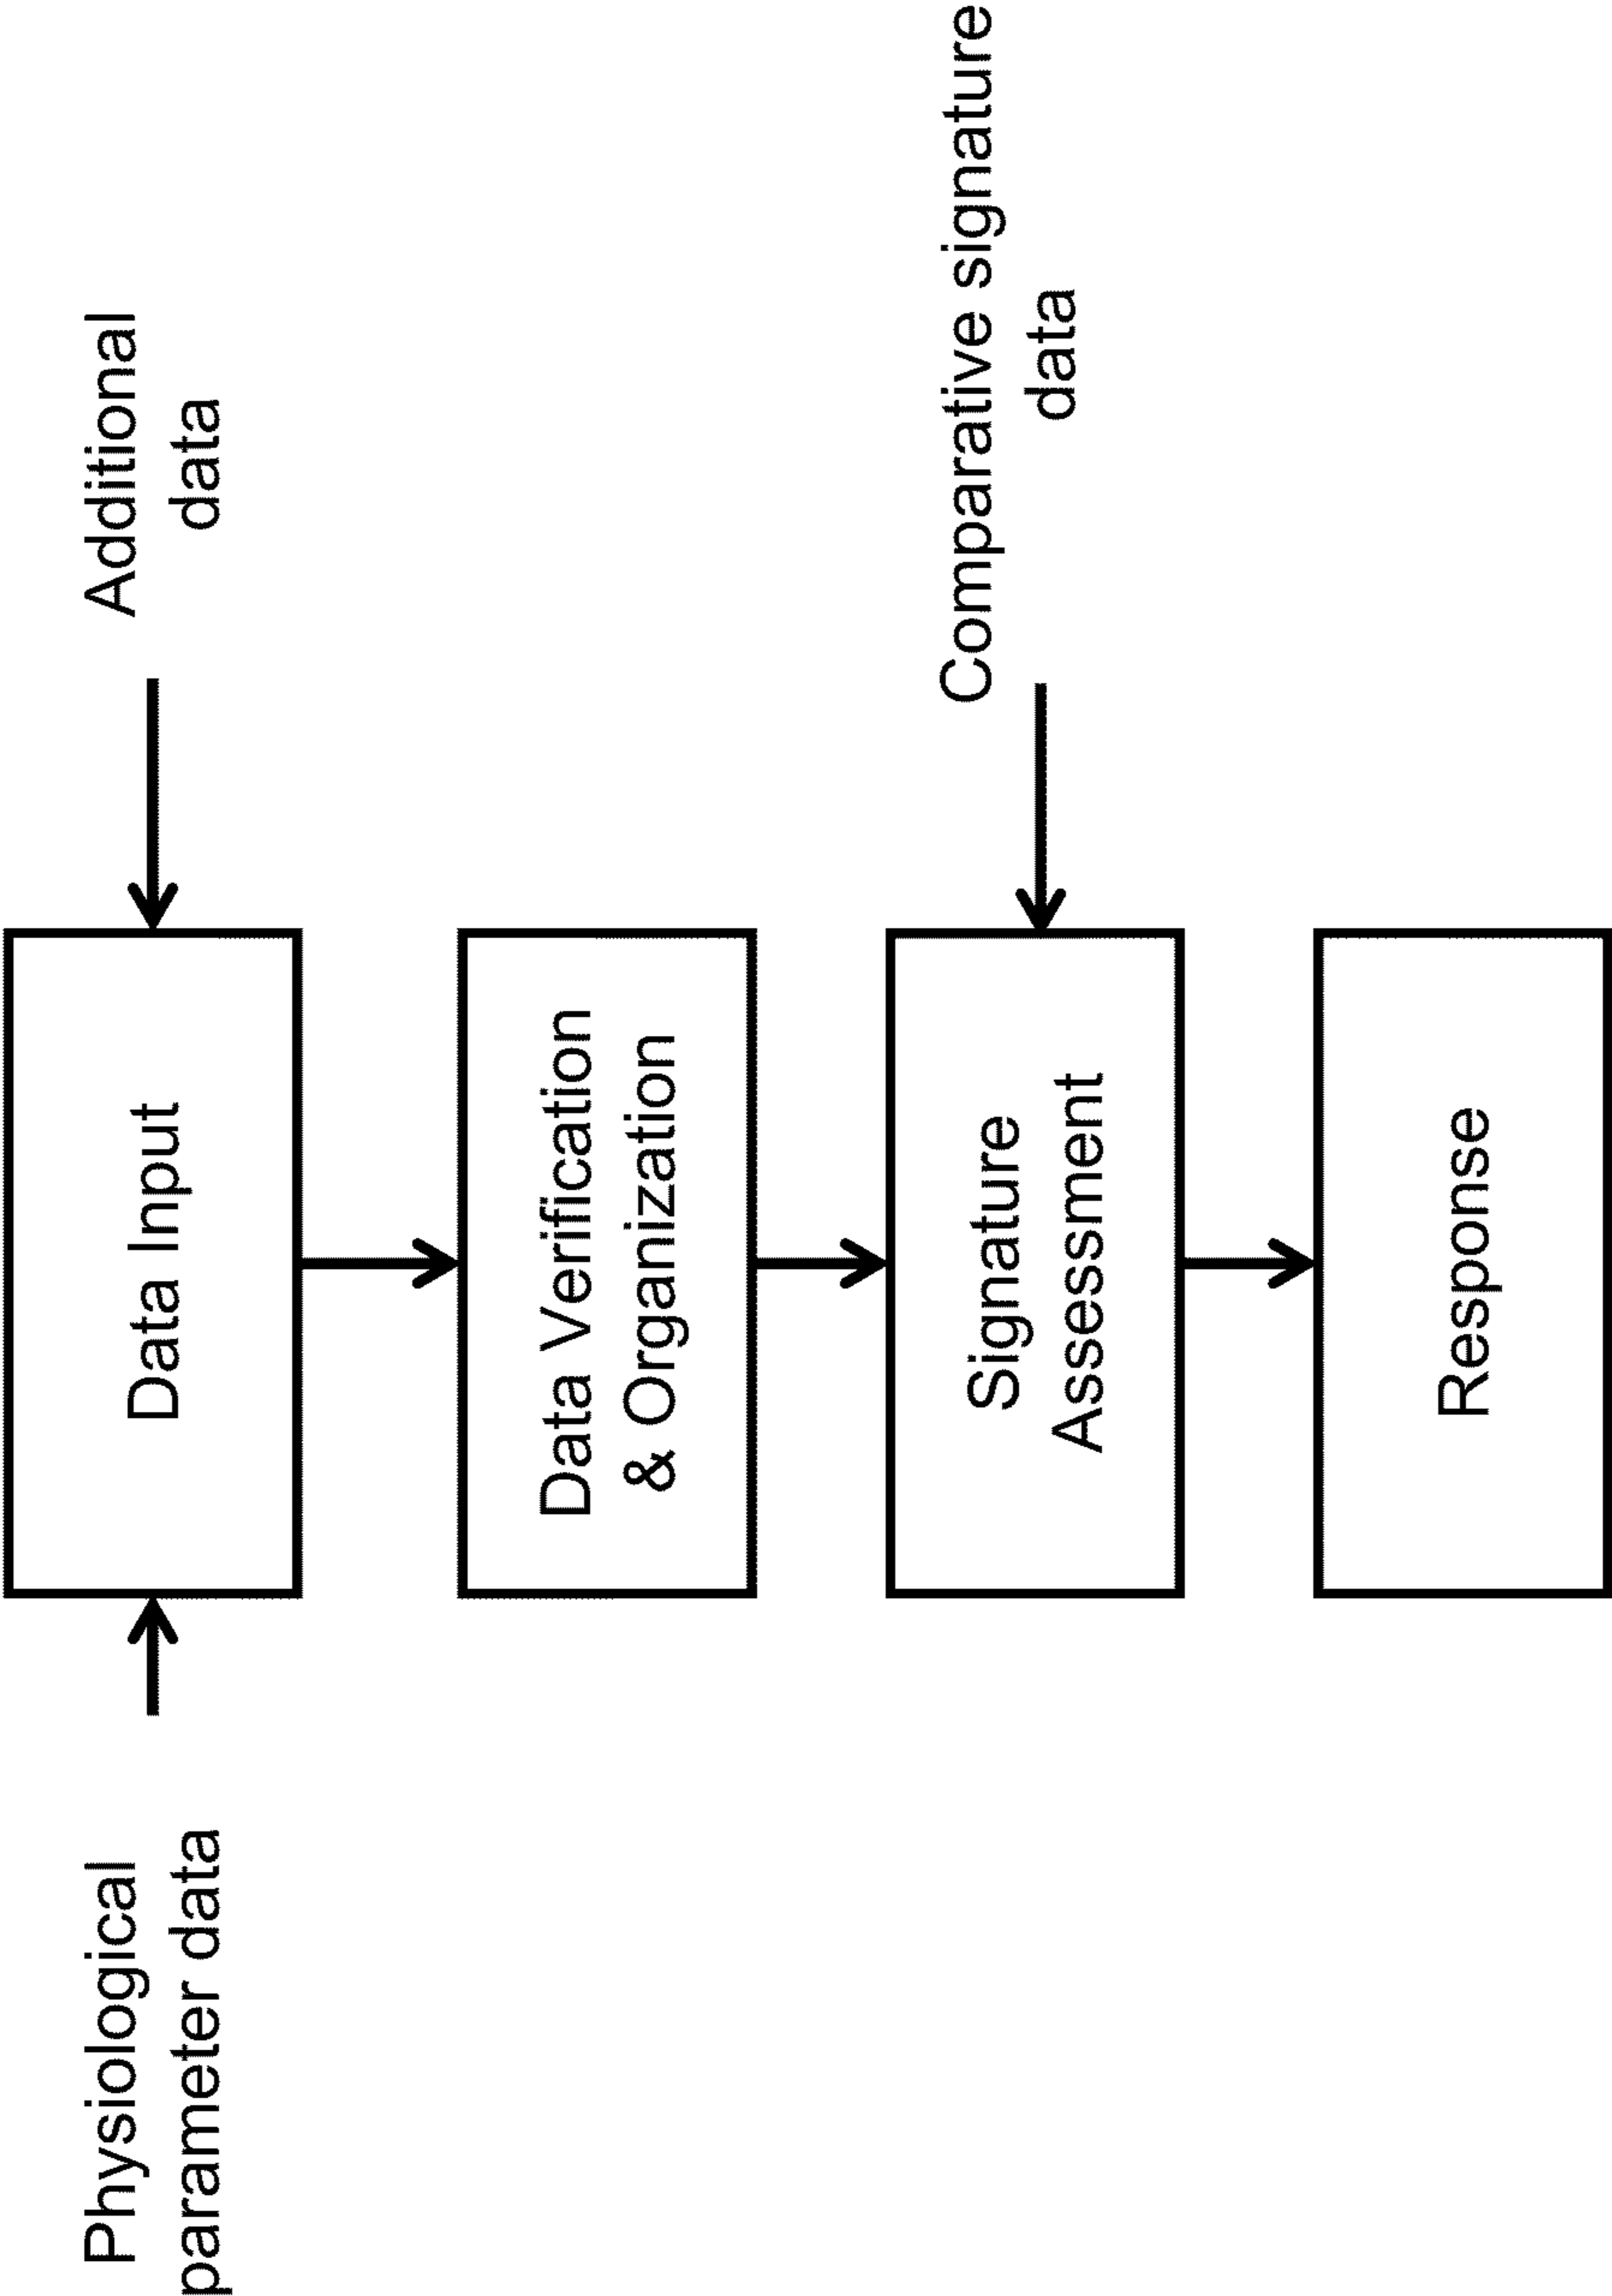 Physiological
parameter data
Data Input
Additional
data
Data Verification
& Organization
Signature
Assessment
Comparative signature
data
Response